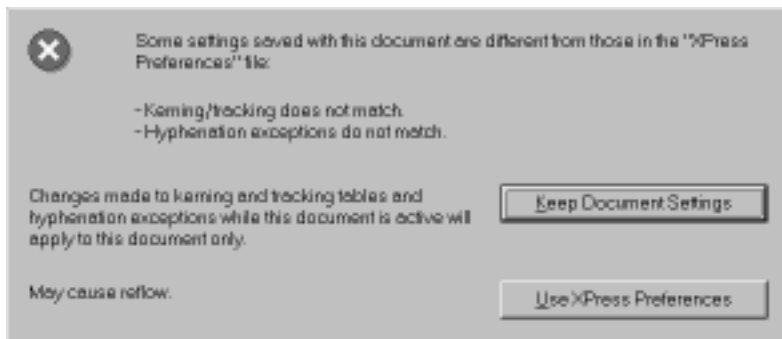 Some settings saved with this document are different from those in the "XPress
Preferences" file:
- Kerning/tracking does not match.
- Hyphenation exceptions do not match.
Changes made to kerning and tracking tables and
hyphenation exceptions while this document is active will
apply to this document only.
Keep Document Settings
May cause reflow.
Use XPress Preferences